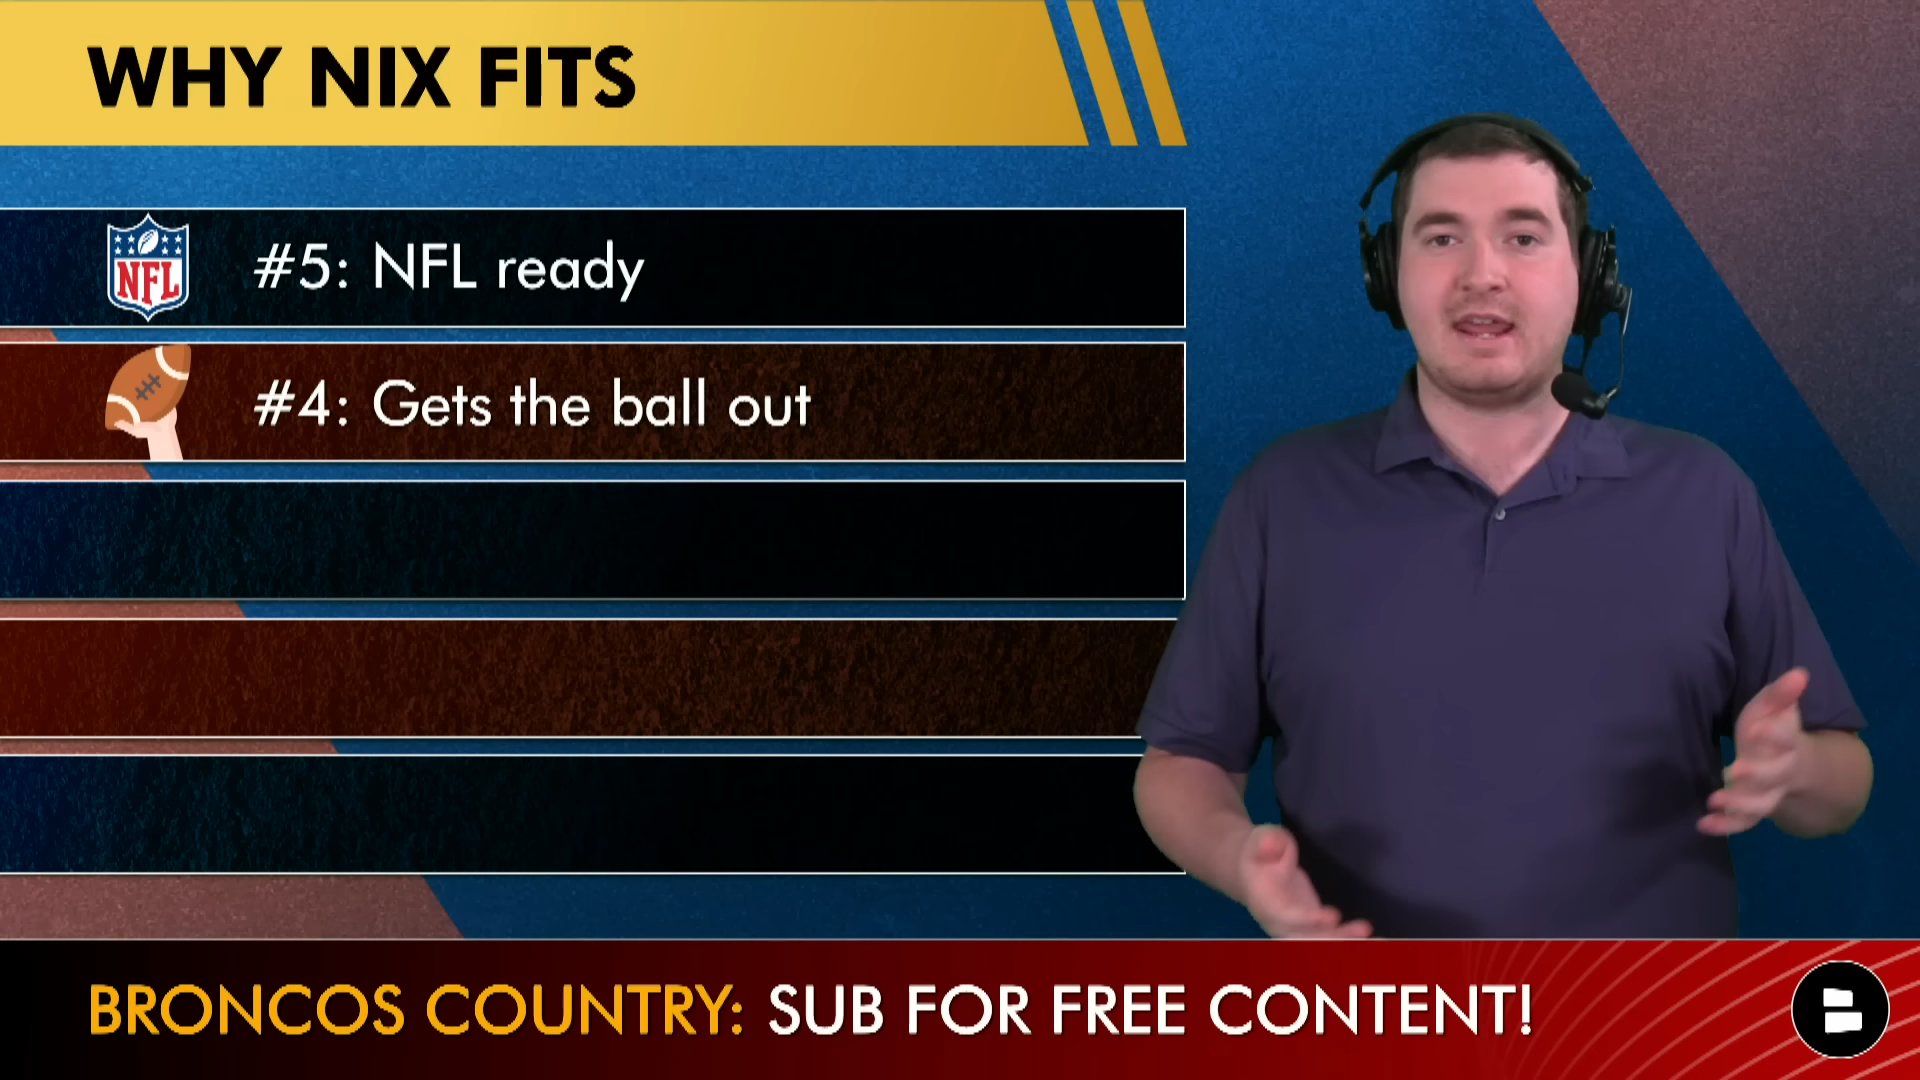 WHY NIX FITS
NFL
#5: NFL ready
#4: Gets the ball out
BRONCOS COUNTRY: SUB FOR FREE CONTENT!